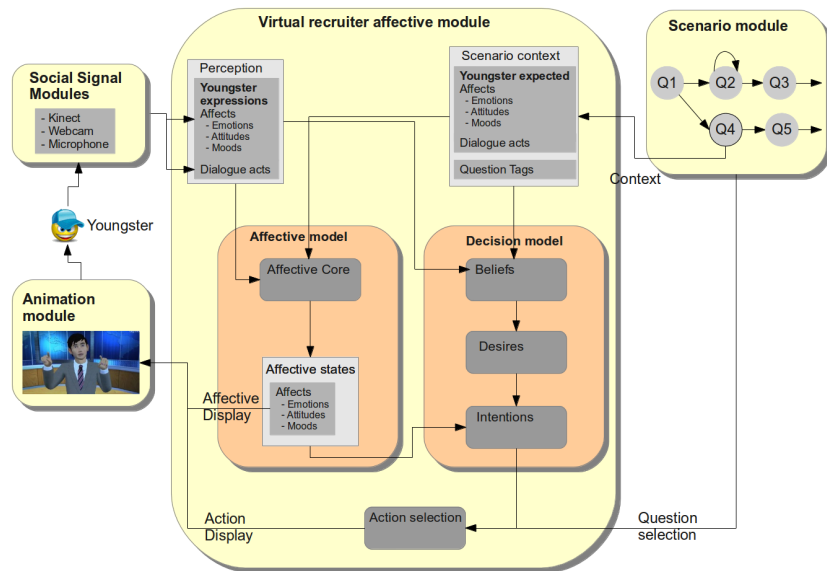 Virtual recruiter affective module
Scenario module
Q1
Q2
Q3
Q4
Q5
Social Signal
Modules
- Kinect
- Webcam
- Microphone
Perception
Youngster
expressions
Affects
- Emotions
- Attitudes
- Moods
Dialogue acts
Scenario context
Youngster expected
Affects
- Emotions
- Attitudes
- Moods
Dialogue acts
Question Tags
Context
Youngster
Affective model
Affective Core
Affective states
Affects
- Emotions
- Attitudes
- Moods
Decision model
Beliefs
Desires
Intentions
Animation
module
Affective
Display
Action
Display
Action selection
Question
selection